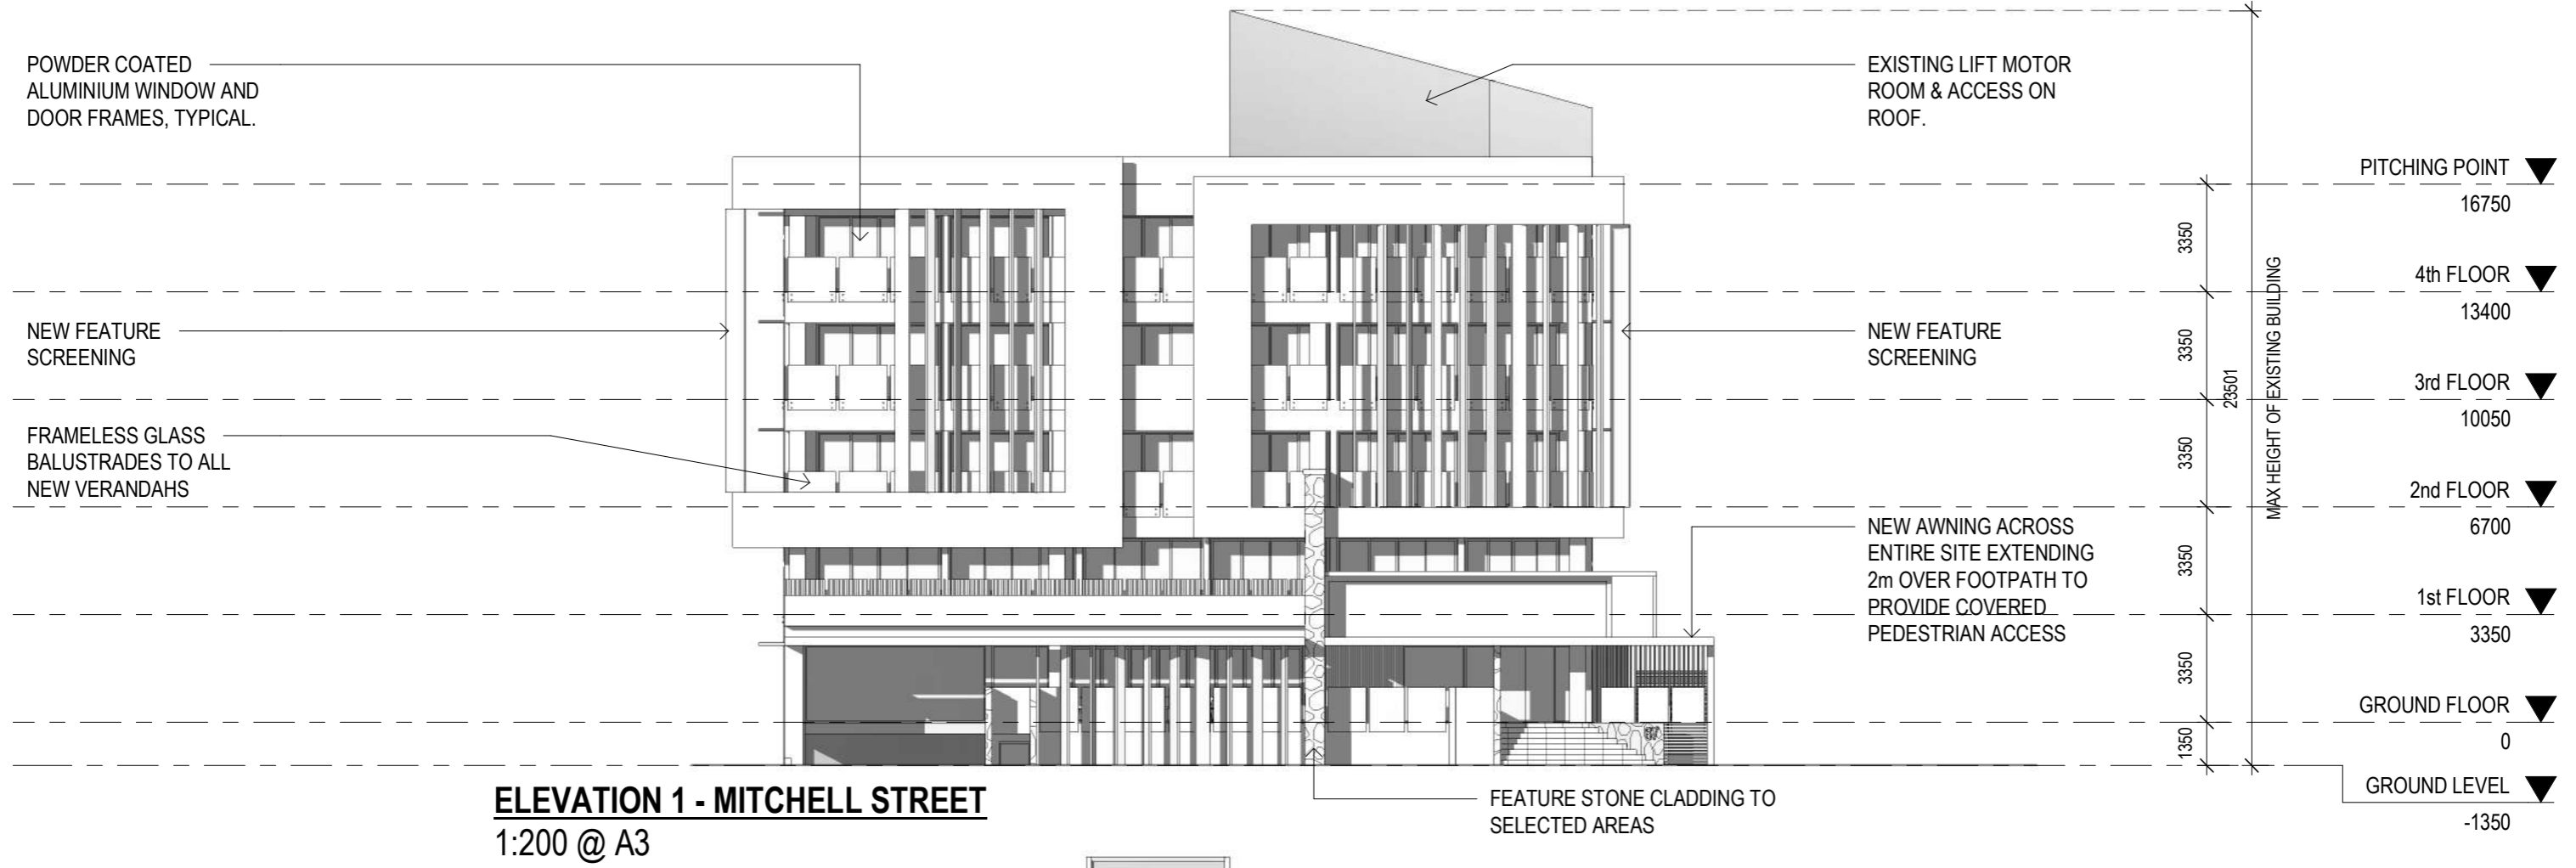 POWDER COATED
ALUMINIUM WINDOW AND
DOOR FRAMES, TYPICAL.
EXISTING LIFT MOTOR
ROOM & ACCESS ON
ROOF.
PITCHING POINT
16750
3350
4th FLOOR
13400
NEW FEATURE
SCREENING
NEW FEATURE
SCREENING
3350
23501
MAX HEIGHT OF EXISTING BUILDING
3rd FLOOR
10050
FRAMELESS GLASS
BALUSTRADES TO ALL
NEW VERANDAHS
3350
2nd FLOOR
6700
NEW AWNING ACROSS
ENTIRE SITE EXTENDING
2m OVER FOOTPATH TO
PROVIDE COVERED
PEDESTRIAN ACCESS
3350
1st FLOOR
3350
3350
GROUND FLOOR
0
1350
GROUND LEVEL
-1350
FEATURE STONE CLADDING TO
SELECTED AREAS
ELEVATION 1 - MITCHELL STREET
1:200 @ A3